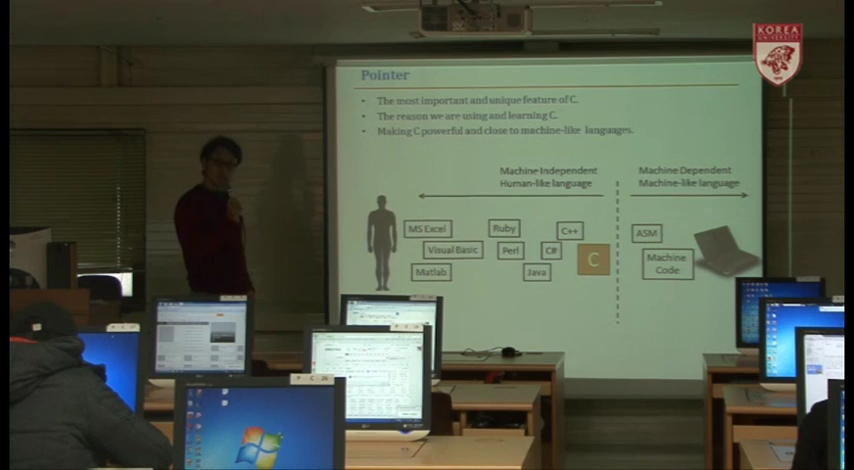 KOREA
UNIVERSITY
Pointer
• The most important and unique feature of C.
• The reason we are using and learning C.
• Making C powerful and close to machine-like languages.
Machine Independent
Human-like language
Machine Dependent
Machine-like language
MS Excel
Ruby
C++
ASM
Visual Basic
Perl
C#
C
Machine
Code
Matlab
Java